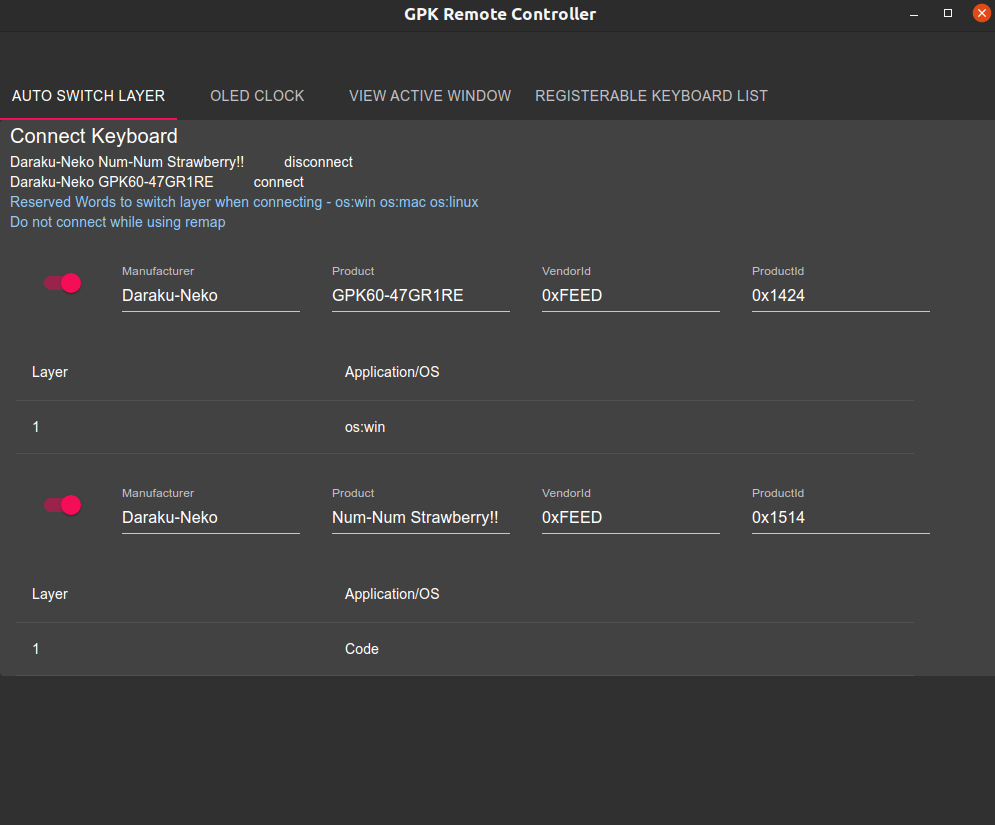 GPK Remote Controller
AUTO SWITCH LAYER OLED CLOCK VIEW ACTIVE WINDOW REGISTERABLE KEYBOARD LIST
Connect Keyboard
Daraku-Neko Num-Num Strawberry!! disconnect
Daraku-Neko GPK60-47GR1RE connect
Reserved Words to switch layer when connecting - os:win os:mac os:linux
Do not connect while using remap
Manufacturer Product VendorId ProductId
Daraku-Neko GPK60-47GR1RE 0xFEED 0x1424
Layer Application/OS
1 os:win
Manufacturer Product VendorId ProductId
Daraku-Neko Num-Num Strawberry!! 0xFEED 0x1514
Layer Application/OS
1 Code